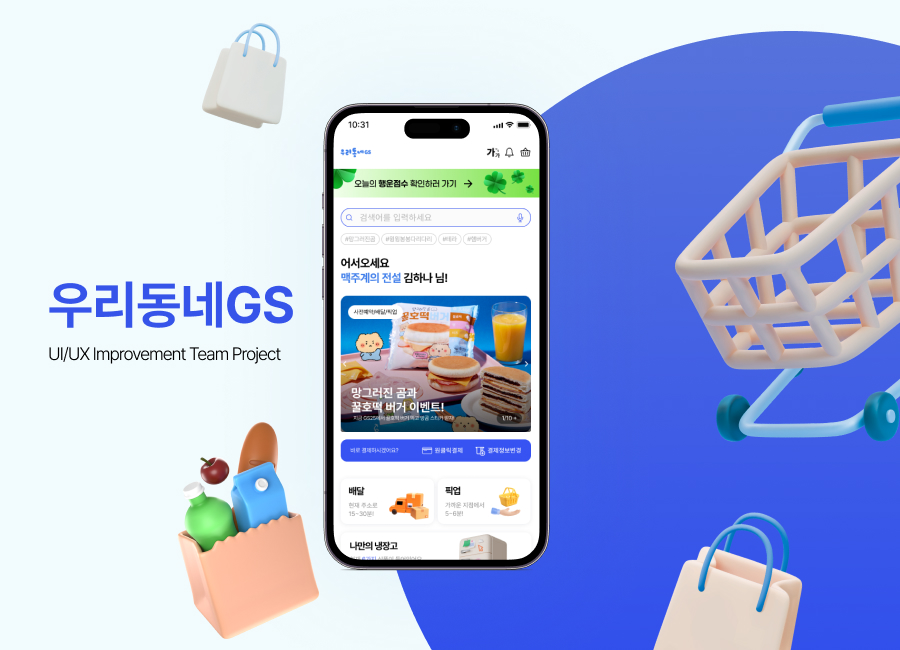 우리동네GS
UI/UX Improvement Team Project
10:31
우리동네GS
가
오늘의 행운점수 확인하러 가기
검색어를 입력하세요
#망그러진곰
#테라
#햄버거
어서오세요
맥주계의 전설 김하나 님!
사전예약/배달/픽업
꿀호떡
버거
망그러진 곰과
꿀호떡 버거 이벤트!
1/10 +
바로 결제하시겠어요?
원클릭결제
결제정보변경
배달
현재 주소로
15~30분!
픽업
가까운 지점에서
5~6분!
나만의 냉장고